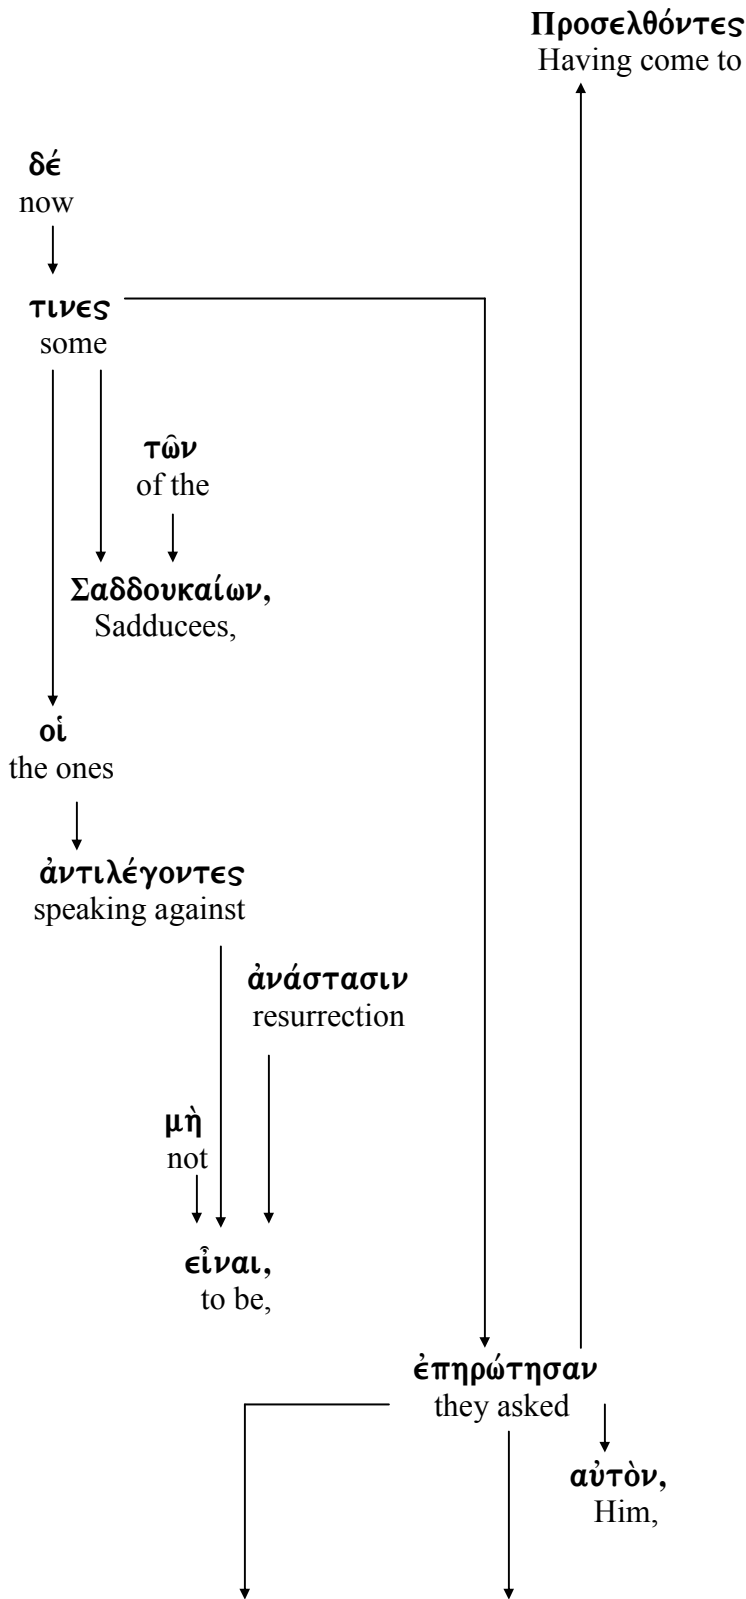 Προσελθόντες
Having come to
δέ
now
τινες
some
τῶν
of the
Σαδδουκαίων,
Sadducees,
οἱ
the ones
ἀντιλέγοντες
speaking against
ἀνάστασιν
resurrection
μὴ
not
εἶναι,
to be,
ἐπηρώτησαν
they asked
αὐτὸν,
Him,